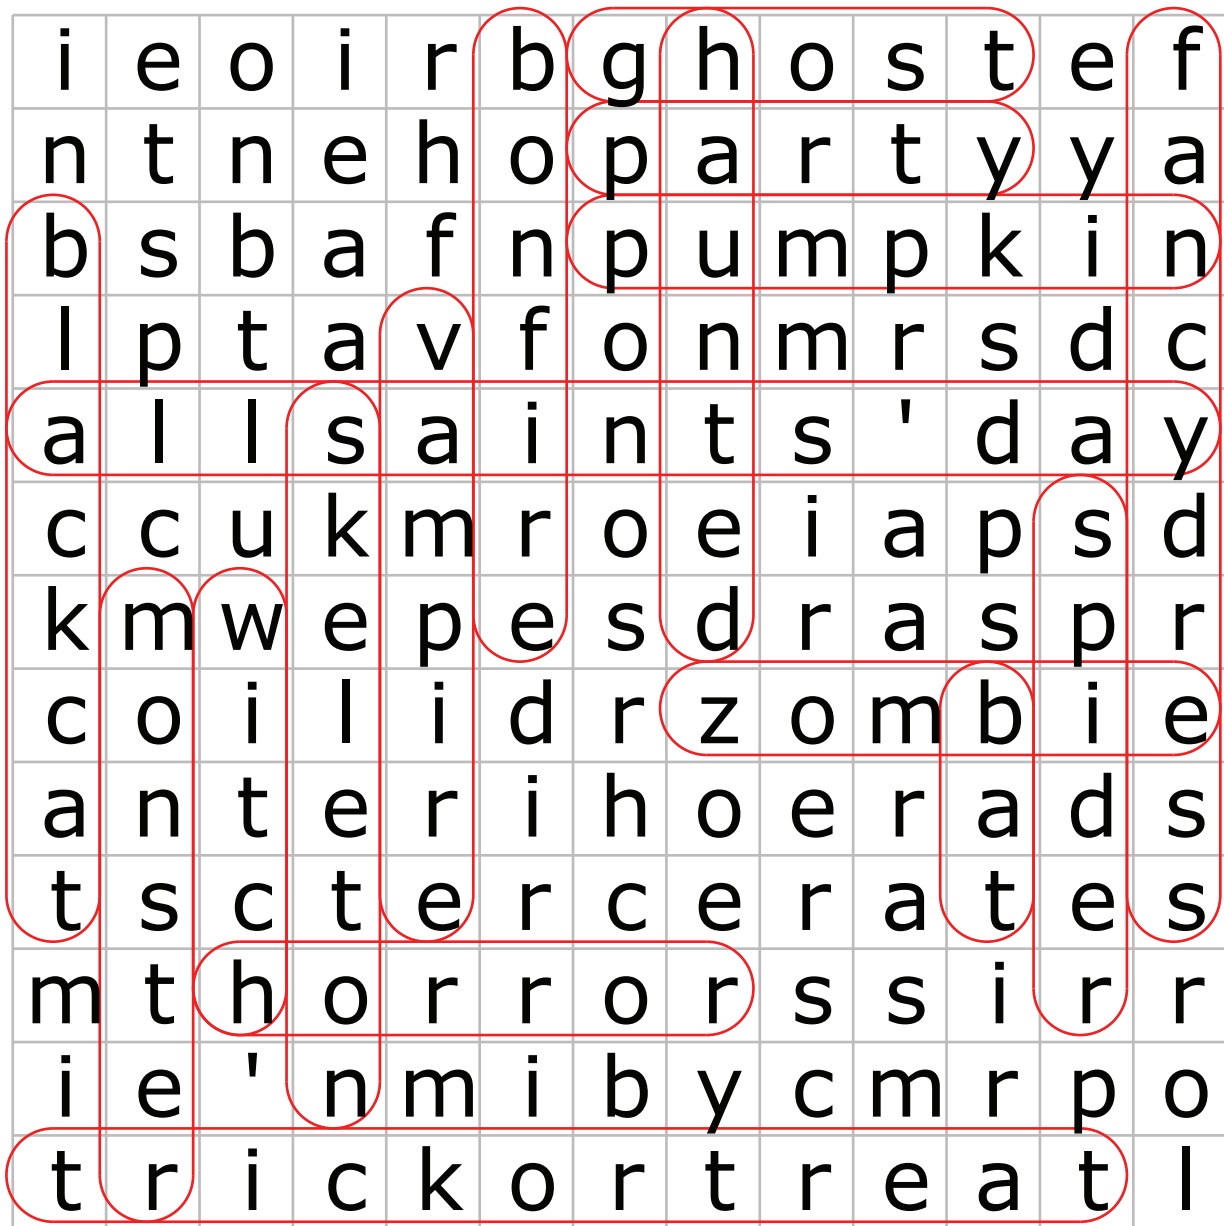 i e o i r b g h o s t e f
n t n e h o p a r t y y a
b s b a f n p u m p k i n
l p t a v f o n m r s d c
a l l s a i n t s ' d a y
c c u k m r o e i a p s d
k m w e p e s d r a s p r
c o i l i d r z o m b i e
a n t e r i h o e r a d s
t s c t e r c e r a t e s
m t h o r r o r s s i r r
i e ' n m i b y c m r p o
t r i c k o r t r e a t l